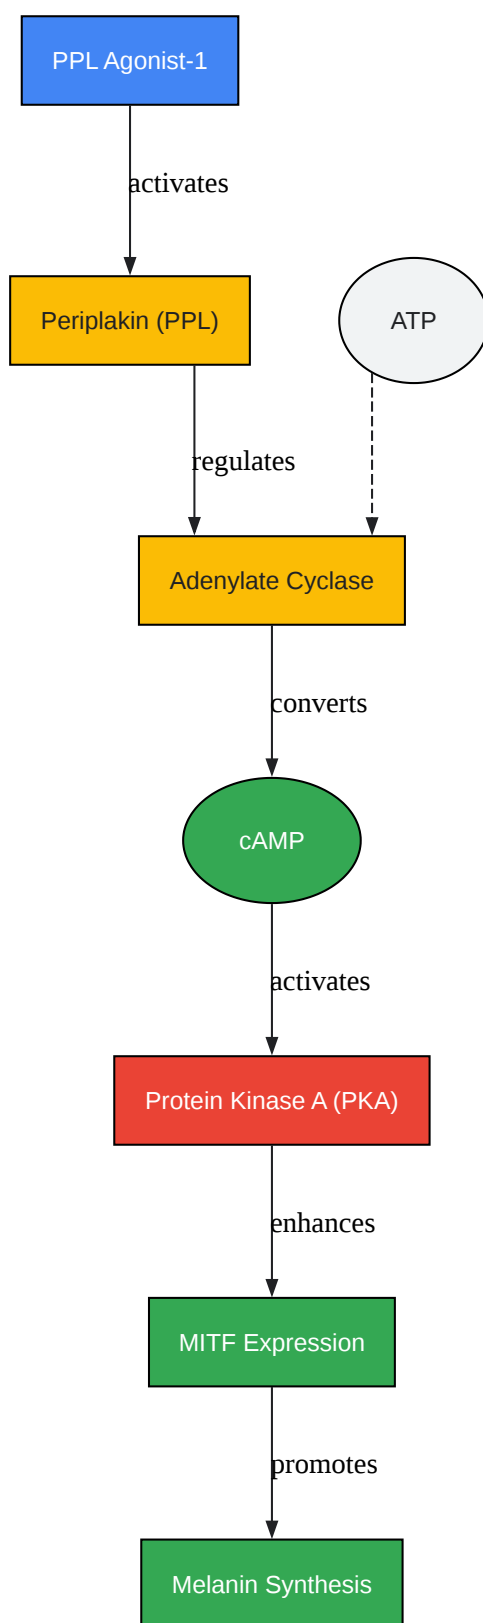 PPL Agonist-1
activates
Periplakin (PPL)
ATP
regulates
Adenylate Cyclase
converts
cAMP
activates
Protein Kinase A (PKA)
enhances
MITF Expression
promotes
Melanin Synthesis